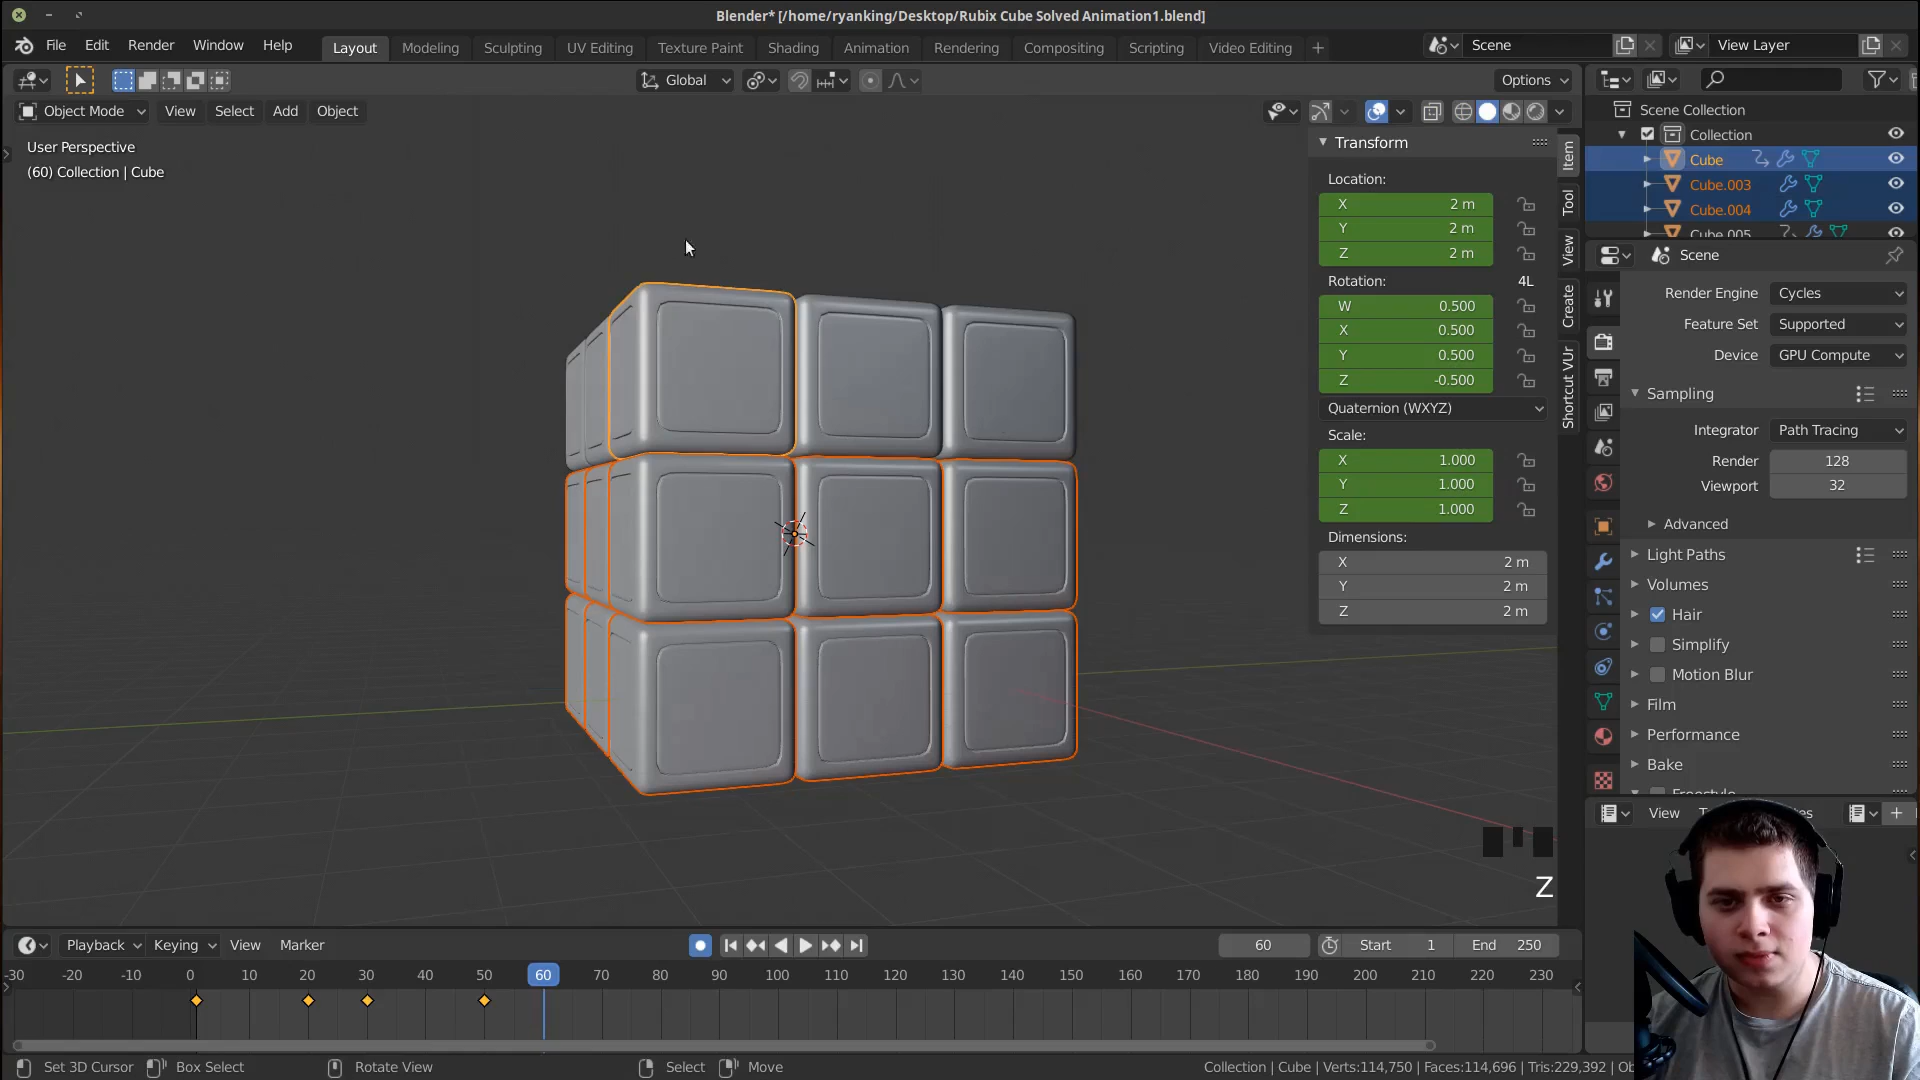 Blender* [/home/ryanking/Desktop/Rubix Cube Solved Animation1.blend]
File Edit Render Window Help Layout Modeling Sculpting UV Editing Texture Paint Shading Animation Rendering Compositing Scripting Video Editing + Scene View Layer
Global Options
Object Mode View Select Add Object
User Perspective
(60) Collection | Cube
Transform
Location:
X 2 m
Y 2 m
Z 2 m
Rotation: 4L
W 0.500
X 0.500
Y 0.500
Z -0.500
Quaternion (WXYZ)
Scale:
X 1.000
Y 1.000
Z 1.000
Dimensions:
X 2 m
Y 2 m
Z 2 m
Item
Tool
View
Create
Shortcut VUr
Scene Collection
Collection
Cube
Cube.003
Cube.004
Cube.005
Scene
Render Engine Cycles
Feature Set Supported
Device GPU Compute
Sampling
Integrator Path Tracing
Render 128
Viewport 32
Advanced
Light Paths
Volumes
Hair
Simplify
Motion Blur
Film
Performance
Bake
Freestyle
View
Z
Playback Keying View Marker 60 Start 1 End 250
-30 -20 -10 0 10 20 30 40 50 60 70 80 90 100 110 120 130 140 150 160 170 180 190 200 210 220 230
Set 3D Cursor Box Select Rotate View Select Move Collection | Cube | Verts:114,750 | Faces:114,696 | Tris:229,392 | Ob